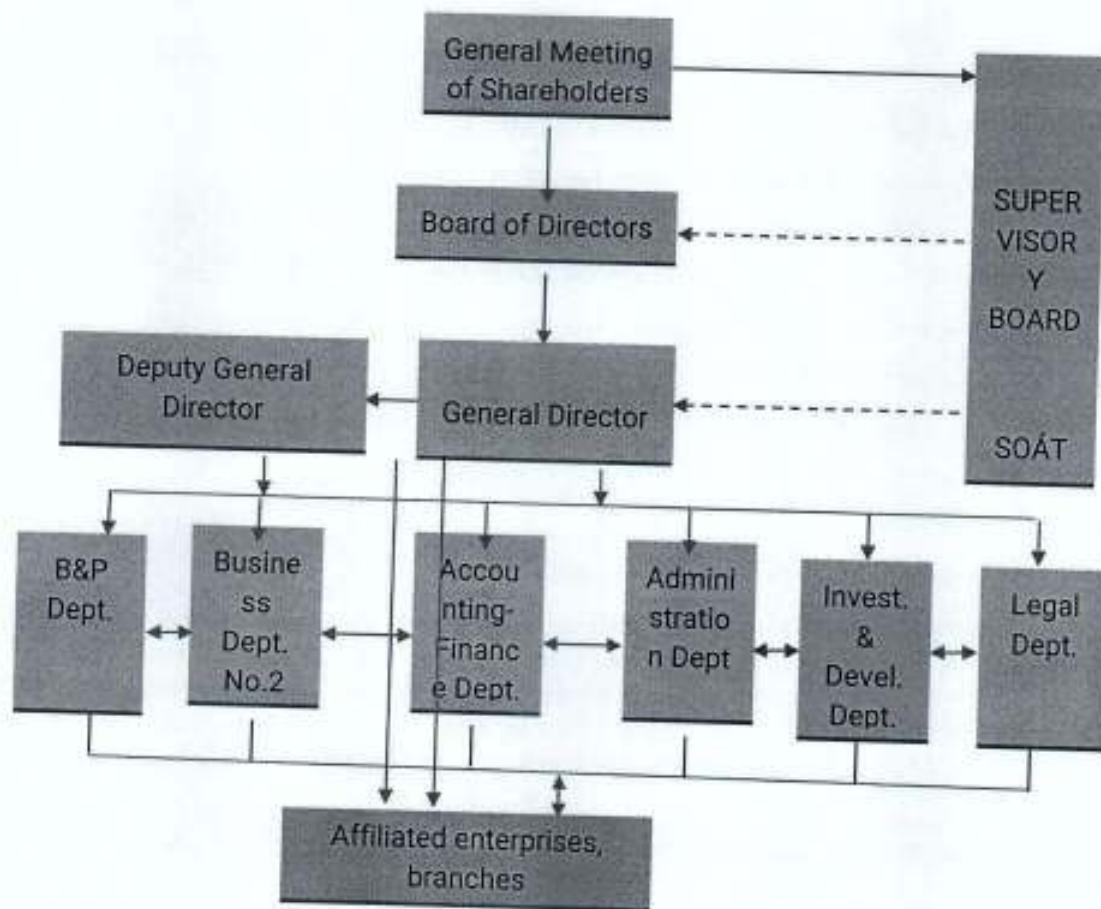 General Meeting
of Shareholders
SUPER
VISOR
Y
BOARD
SOÁT
Board of Directors
Deputy General
Director
General Director
B&P
Dept.
Busine
ss
Dept.
No.2
Accou
nting-
Financ
e Dept.
Admini
stratio
n Dept
Invest.
&
Devel.
Dept.
Legal
Dept.
Affiliated enterprises,
branches